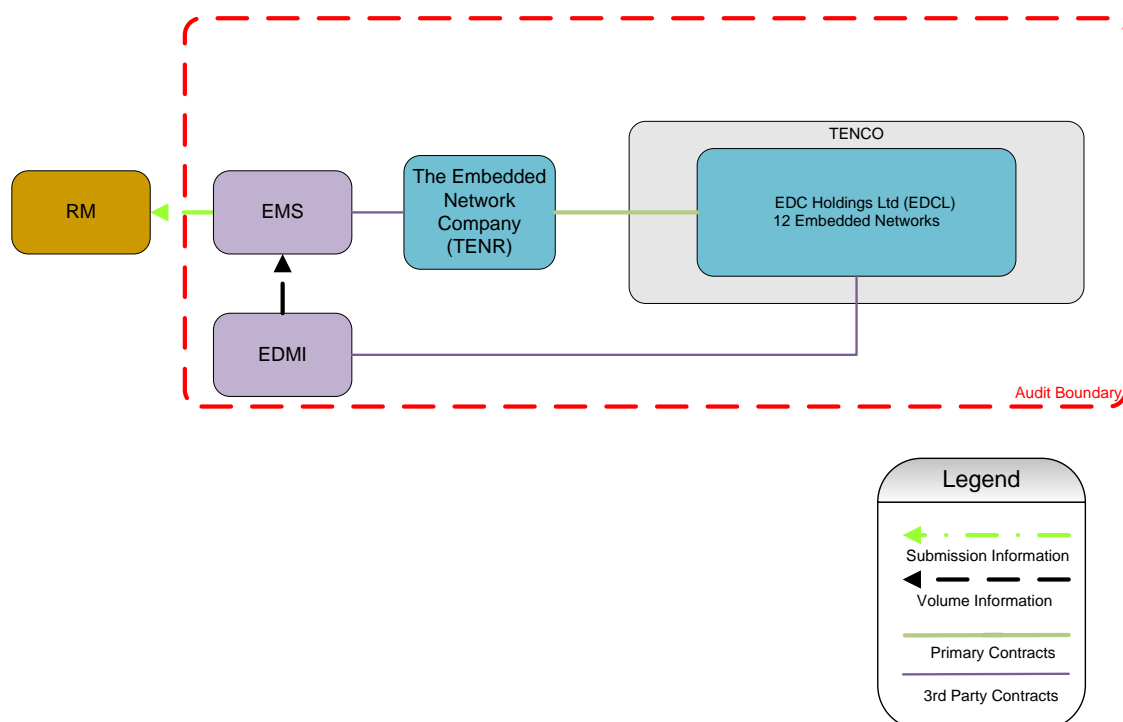 TENCO
RM
EMS
The Embedded
Network
Company
(TENR)
EDC Holdings Ltd (EDCL)
12 Embedded Networks
EDMI
Audit Boundary
Legend
Submission Information
Volume Information
Primary Contracts
3rd Party Contracts